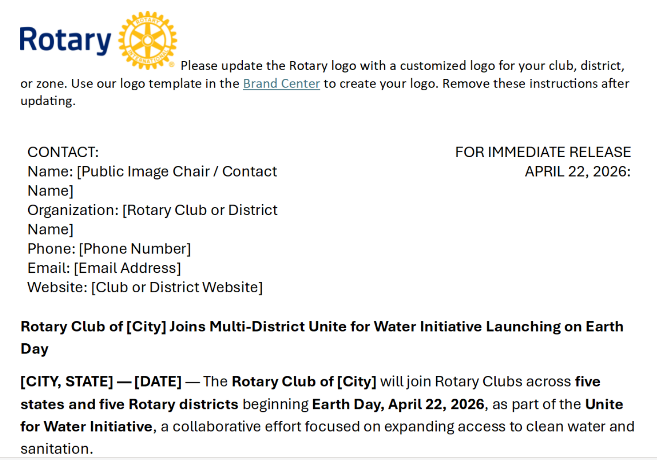 Rotary
Please update the Rotary logo with a customized logo for your club, district,
or zone. Use our logo template in the Brand Center to create your logo. Remove these instructions after
updating.
CONTACT:
Name: [Public Image Chair / Contact
Name]
Organization: [Rotary Club or District
Name]
Phone: [Phone Number]
Email: [Email Address]
Website: [Club or District Website]
FOR IMMEDIATE RELEASE
APRIL 22, 2026:
Rotary Club of [City] Joins Multi-District Unite for Water Initiative Launching on Earth
Day
[CITY, STATE] — [DATE] — The Rotary Club of [City] will join Rotary Clubs across five
states and five Rotary districts beginning Earth Day, April 22, 2026, as part of the Unite
for Water Initiative, a collaborative effort focused on expanding access to clean water and
sanitation.